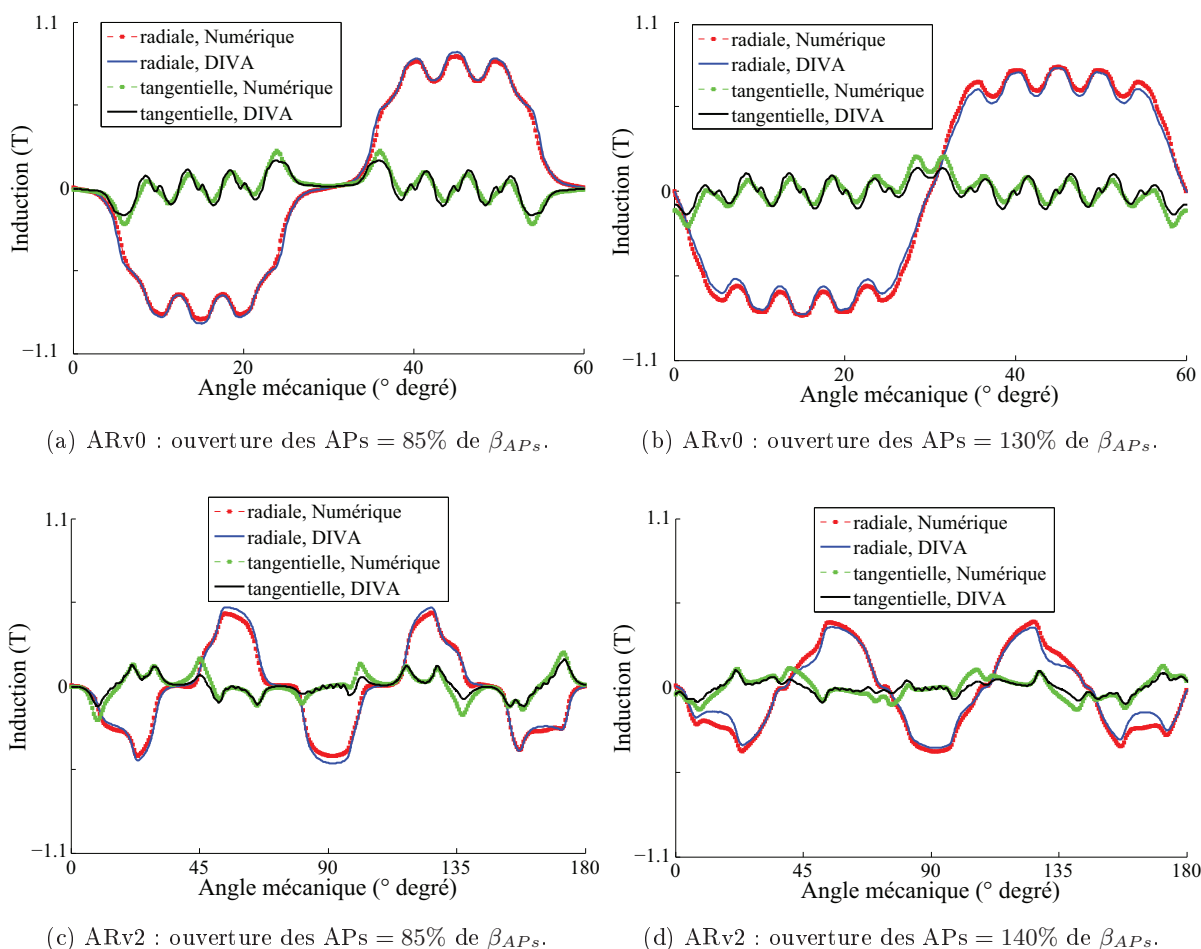 1.1
radiale, Numérique
radiale, DIVA
tangentielle, Numérique
tangentielle, DIVA
Induction (T)
0
−1.1
0 20 40 60
Angle mécanique (° degré)
(a) ARv0 : ouverture des APs = 85% de βAPs.
1.1
radiale, Numérique
radiale, DIVA
tangentielle, Numérique
tangentielle, DIVA
Induction (T)
0
−1.1
0 20 40 60
Angle mécanique (° degré)
(b) ARv0 : ouverture des APs = 130% de βAPs.
1.1
radiale, Numérique
radiale, DIVA
tangentielle, Numérique
tangentielle, DIVA
Induction (T)
0
−1.1
0 45 90 135 180
Angle mécanique (° degré)
(c) ARv2 : ouverture des APs = 85% de βAPs.
1.1
radiale, Numérique
radiale, DIVA
tangentielle, Numérique
tangentielle, DIVA
Induction (T)
0
−1.1
0 45 90 135 180
Angle mécanique (° degré)
(d) ARv2 : ouverture des APs = 140% de βAPs.